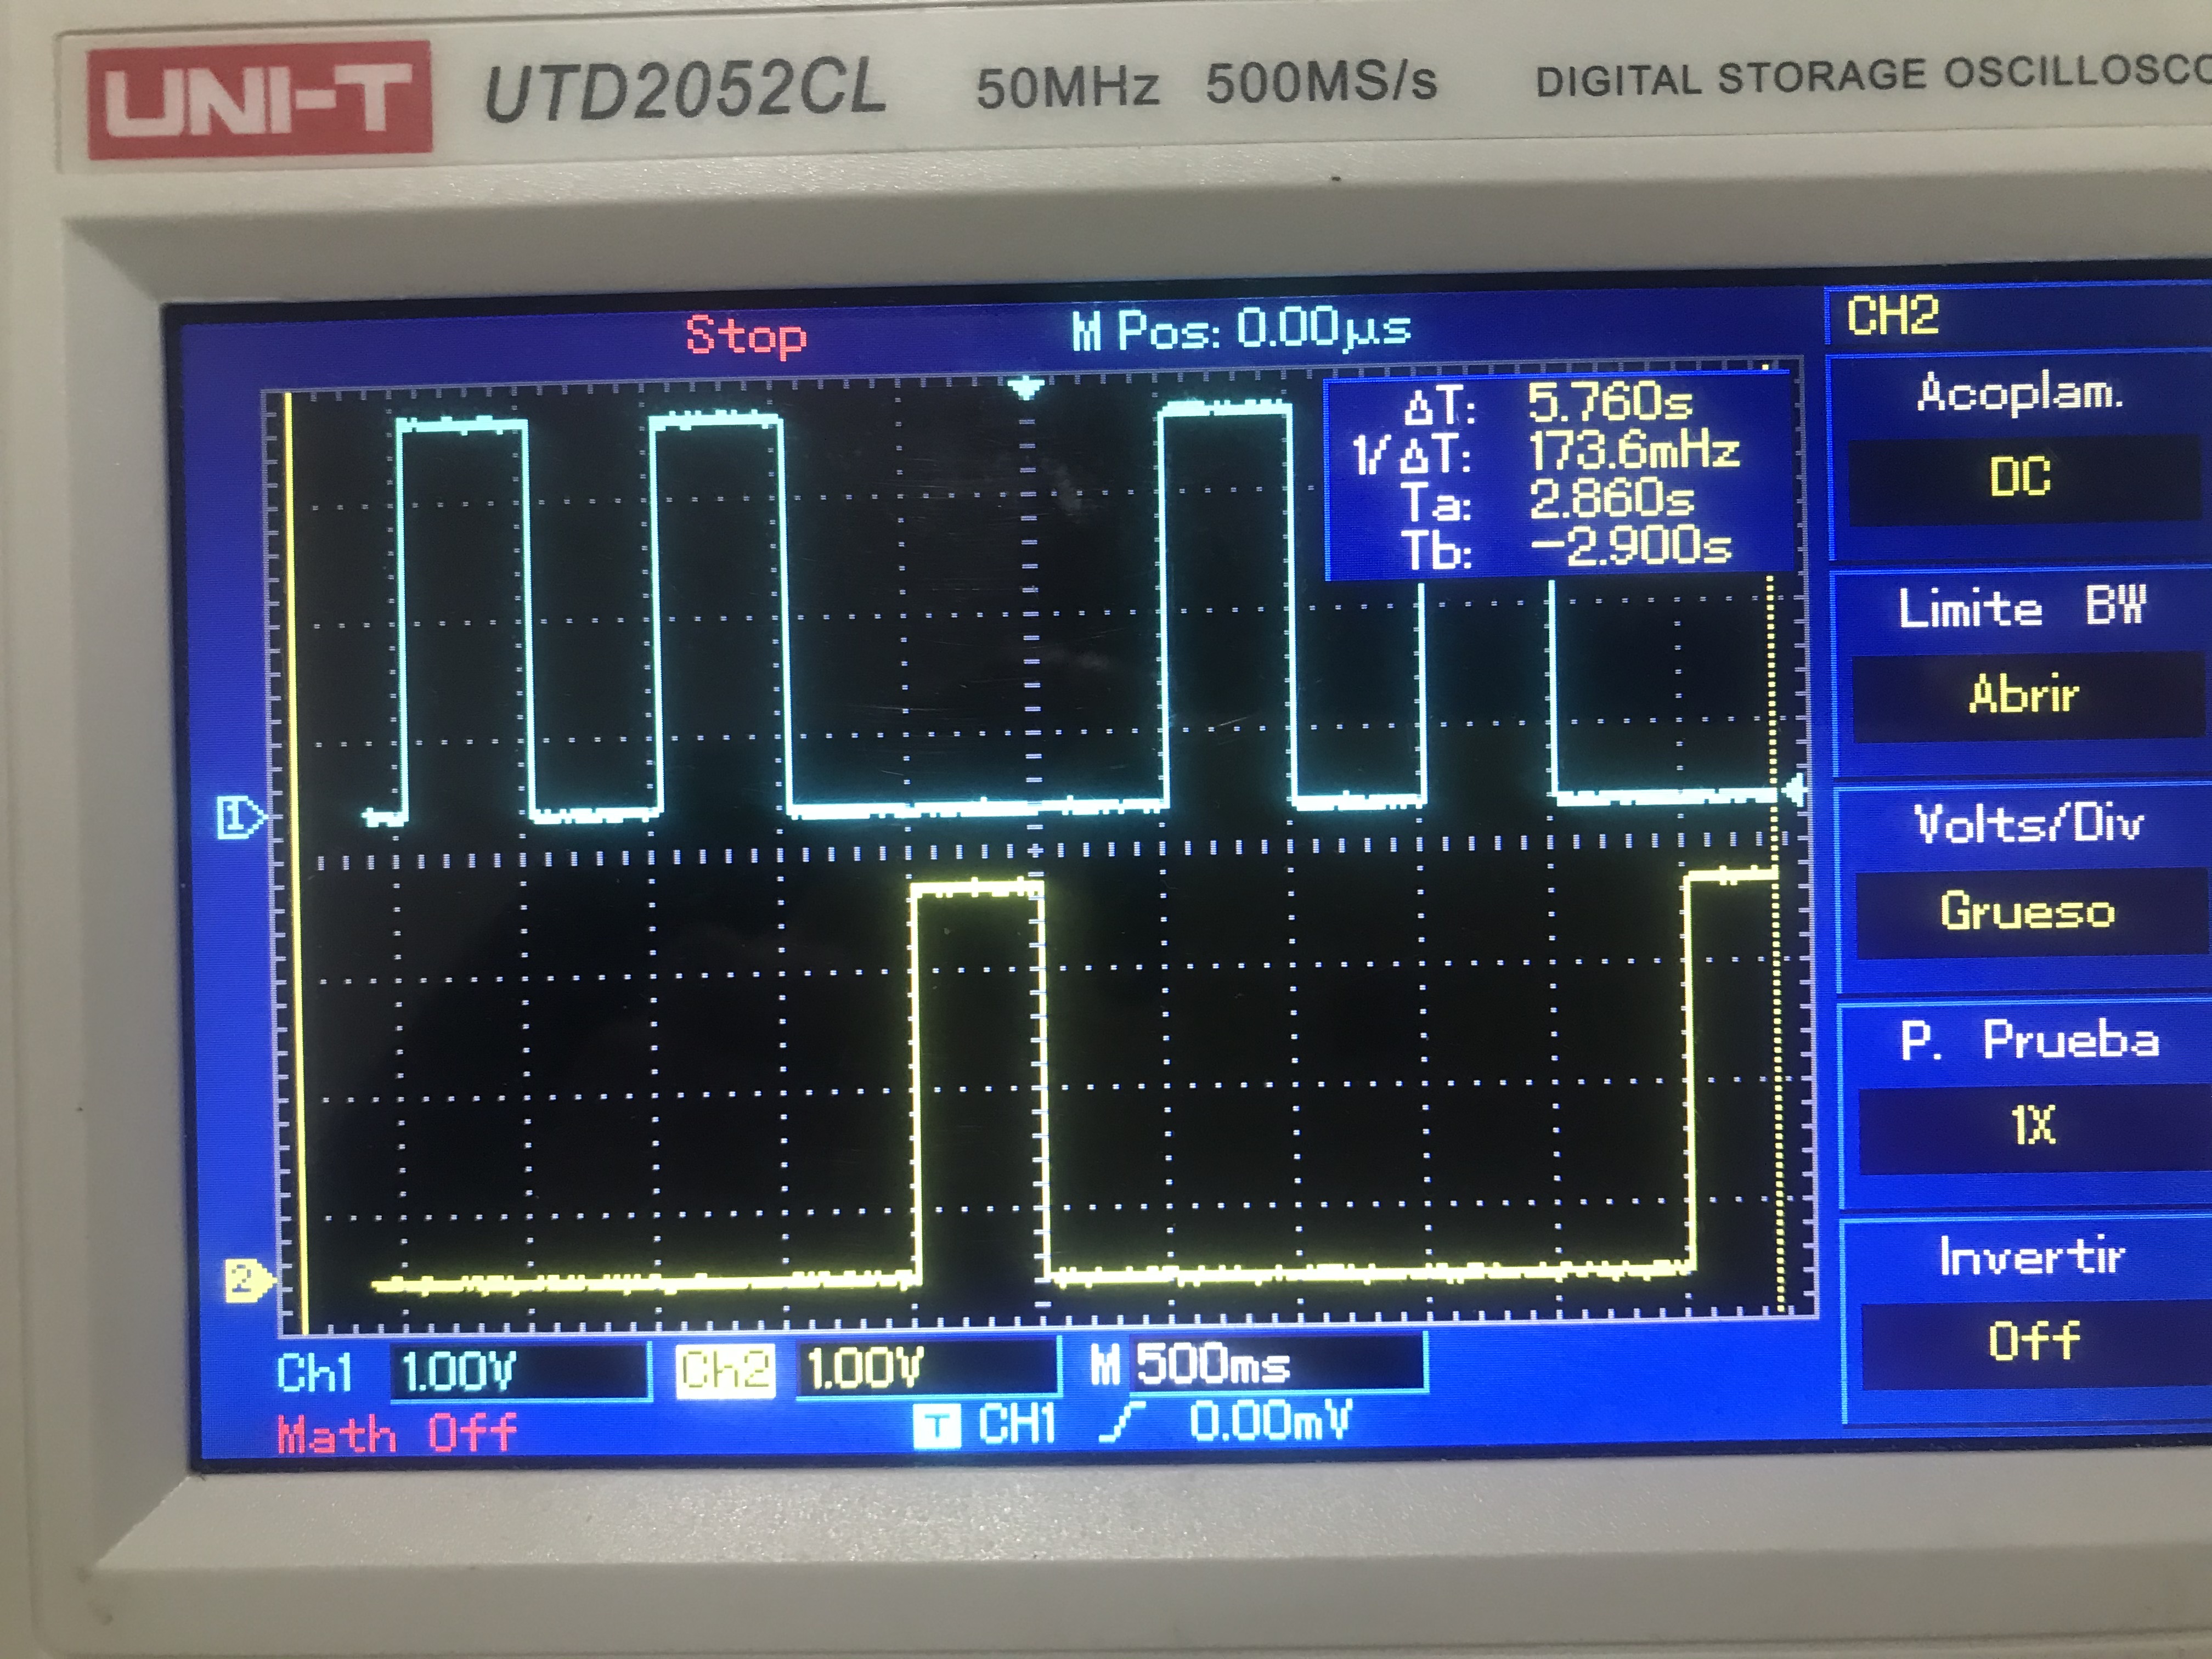 UNI-T UTD2052CL 50MHz 500MS/s DIGITAL STORAGE OSCILLOSCO
Stop M Pos: 0.00µs
CH2
ΔT: 5.760s
1/ΔT: 173.6mHz
Ta: 2.860s
Tb: -2.900s
Acoplam.
DC
Limite BW
Abrir
Volts/Div
Grueso
P. Prueba
1X
Invertir
Off
1
2
Ch1 1.00V Ch2 1.00V M 500ms
Math Off T CH1 0.00mV